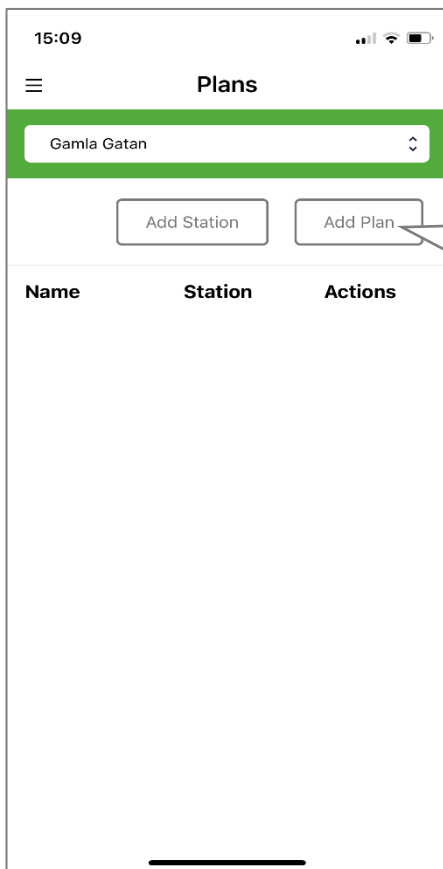 15:09
Plans
Gamla Gatan
Add Station Add Plan
Name Station Actions